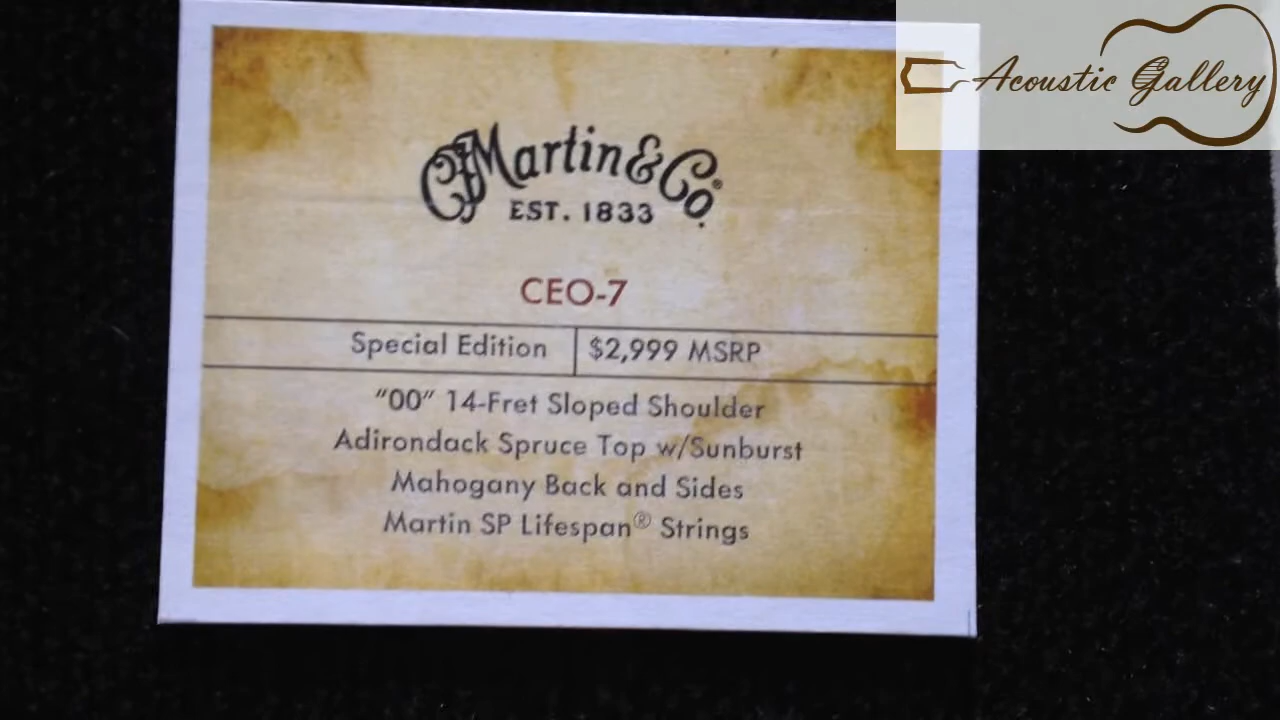 Acoustic Gallery
CFMartin&Co.®
EST. 1833
CEO-7
Special Edition
$2,999 MSRP
"00" 14-Fret Sloped Shoulder
Adirondack Spruce Top w/Sunburst
Mahogany Back and Sides
Martin SP Lifespan® Strings